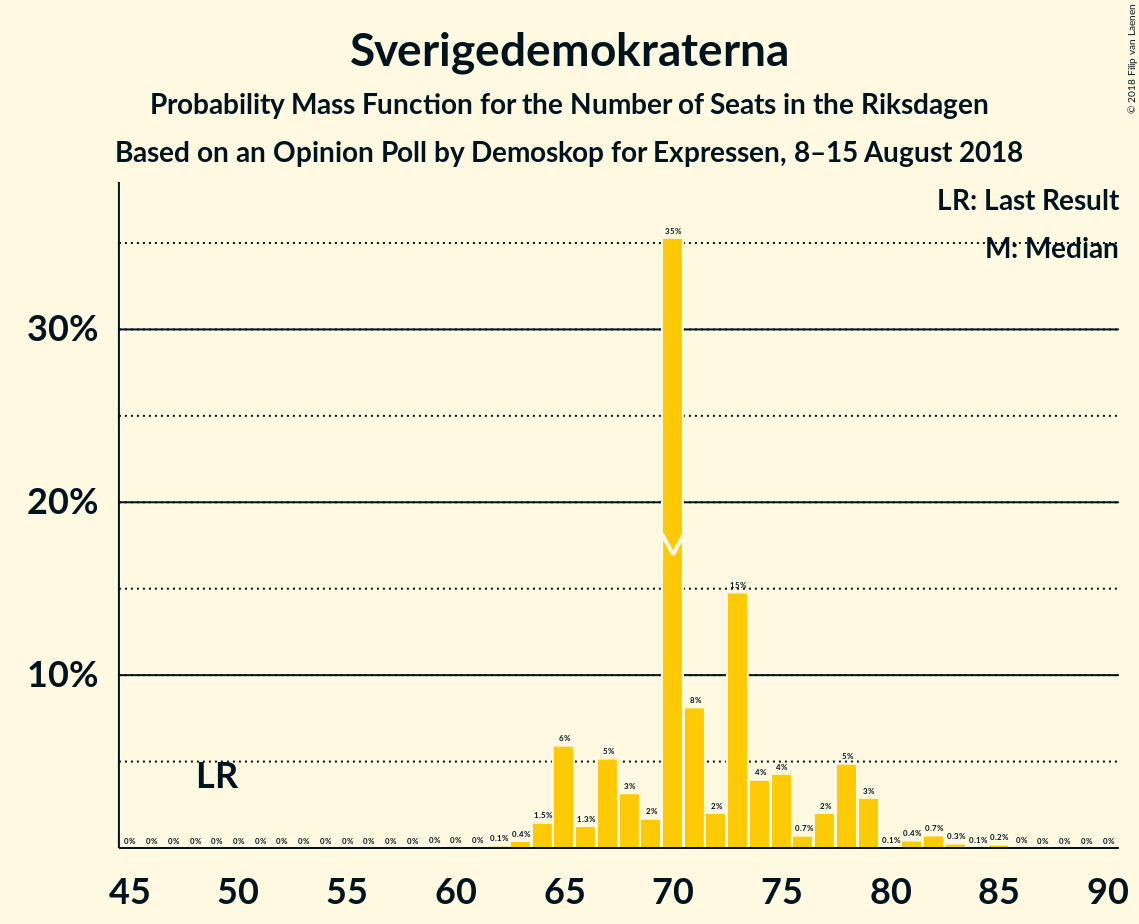 Sverigedemokraterna
Probability Mass Function for the Number of Seats in the Riksdagen
Based on an Opinion Poll by Demoskop for Expressen, 8–15 August 2018
© 2018 Filip van Laenen
LR: Last Result
M: Median
30%
20%
10%
LR
0% 0% 0% 0% 0% 0% 0% 0% 0% 0% 0% 0% 0% 0% 0% 0% 0% 0.1% 0.4% 1.5% 6% 1.3% 5% 3% 2% 35% 8% 2% 15% 4% 4% 0.7% 2% 5% 3% 0.1% 0.4% 0.7% 0.3% 0.1% 0.2% 0% 0% 0% 0% 0%
45 50 55 60 65 70 75 80 85 90